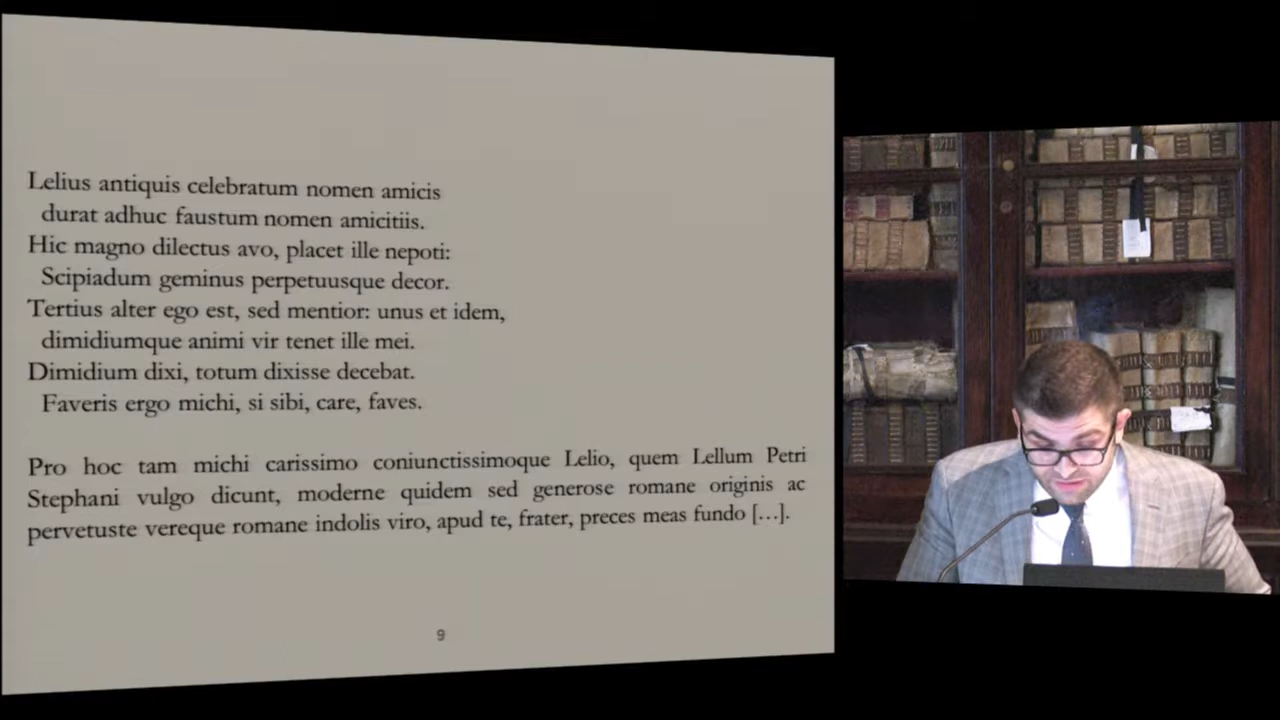 Lelius antiquis celebratum nomen amicis
durat adhuc faustum nomen amicitiis.
Hic magno dilectus avo, placet ille nepoti:
Scipiadum geminus perpetuusque decor.
Tertius alter ego est, sed mentior: unus et idem,
dimidiumque animi vir tenet ille mei.
Dimidium dixi, totum dixisse decebat.
Faveris ergo michi, si sibi, care, faves.
Pro hoc tam michi carissimo coniunctissimoque Lelio, quem Lellum Petri
Stephani vulgo dicunt, moderne quidem sed generose romane originis ac
pervetuste vereque romane indolis viro, apud te, frater, preces meas fundo […].
9